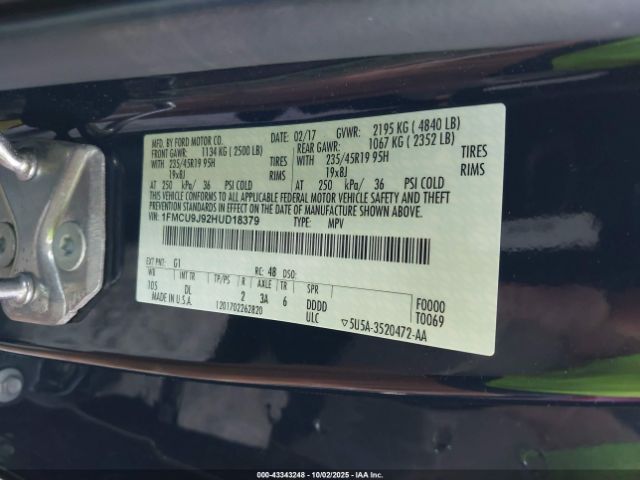 MFD. BY FORD MOTOR CO. 02/17 GVWR: 2195 KG ( 4840 LB)
FRONT GAWR: 1134 KG ( 2500 LB) REAR GAWR: 1067 KG ( 2352 LB)
WITH 235/45R19 95H TIRES WITH 235/45R19 95H TIRES
19x8J RIMS 19x8J RIMS
AT 250 kPa/ 36 PSI COLD AT 250 kPa/ 36 PSI COLD
THIS VEHICLE CONFORMS TO ALL APPLICABLE FEDERAL MOTOR VEHICLE SAFETY AND THEFT
PREVENTION STANDARDS IN EFFECT ON THE DATE OF MANUFACTURE SHOWN ABOVE.
VIN: 1FMCU9J92HUD18379 TYPE: MPV
EXT PNT: G1 RC: 48 DSO:
WB INT TR TP/PS R AXLE TR SPR
105 DL 2 3A 6 DDDD F0000
MADE IN U.S.A. 1201702262820 ULC T0069
5U5A-3520472-AA
000-43343248 - 10/02/2025 - IAA, Inc.